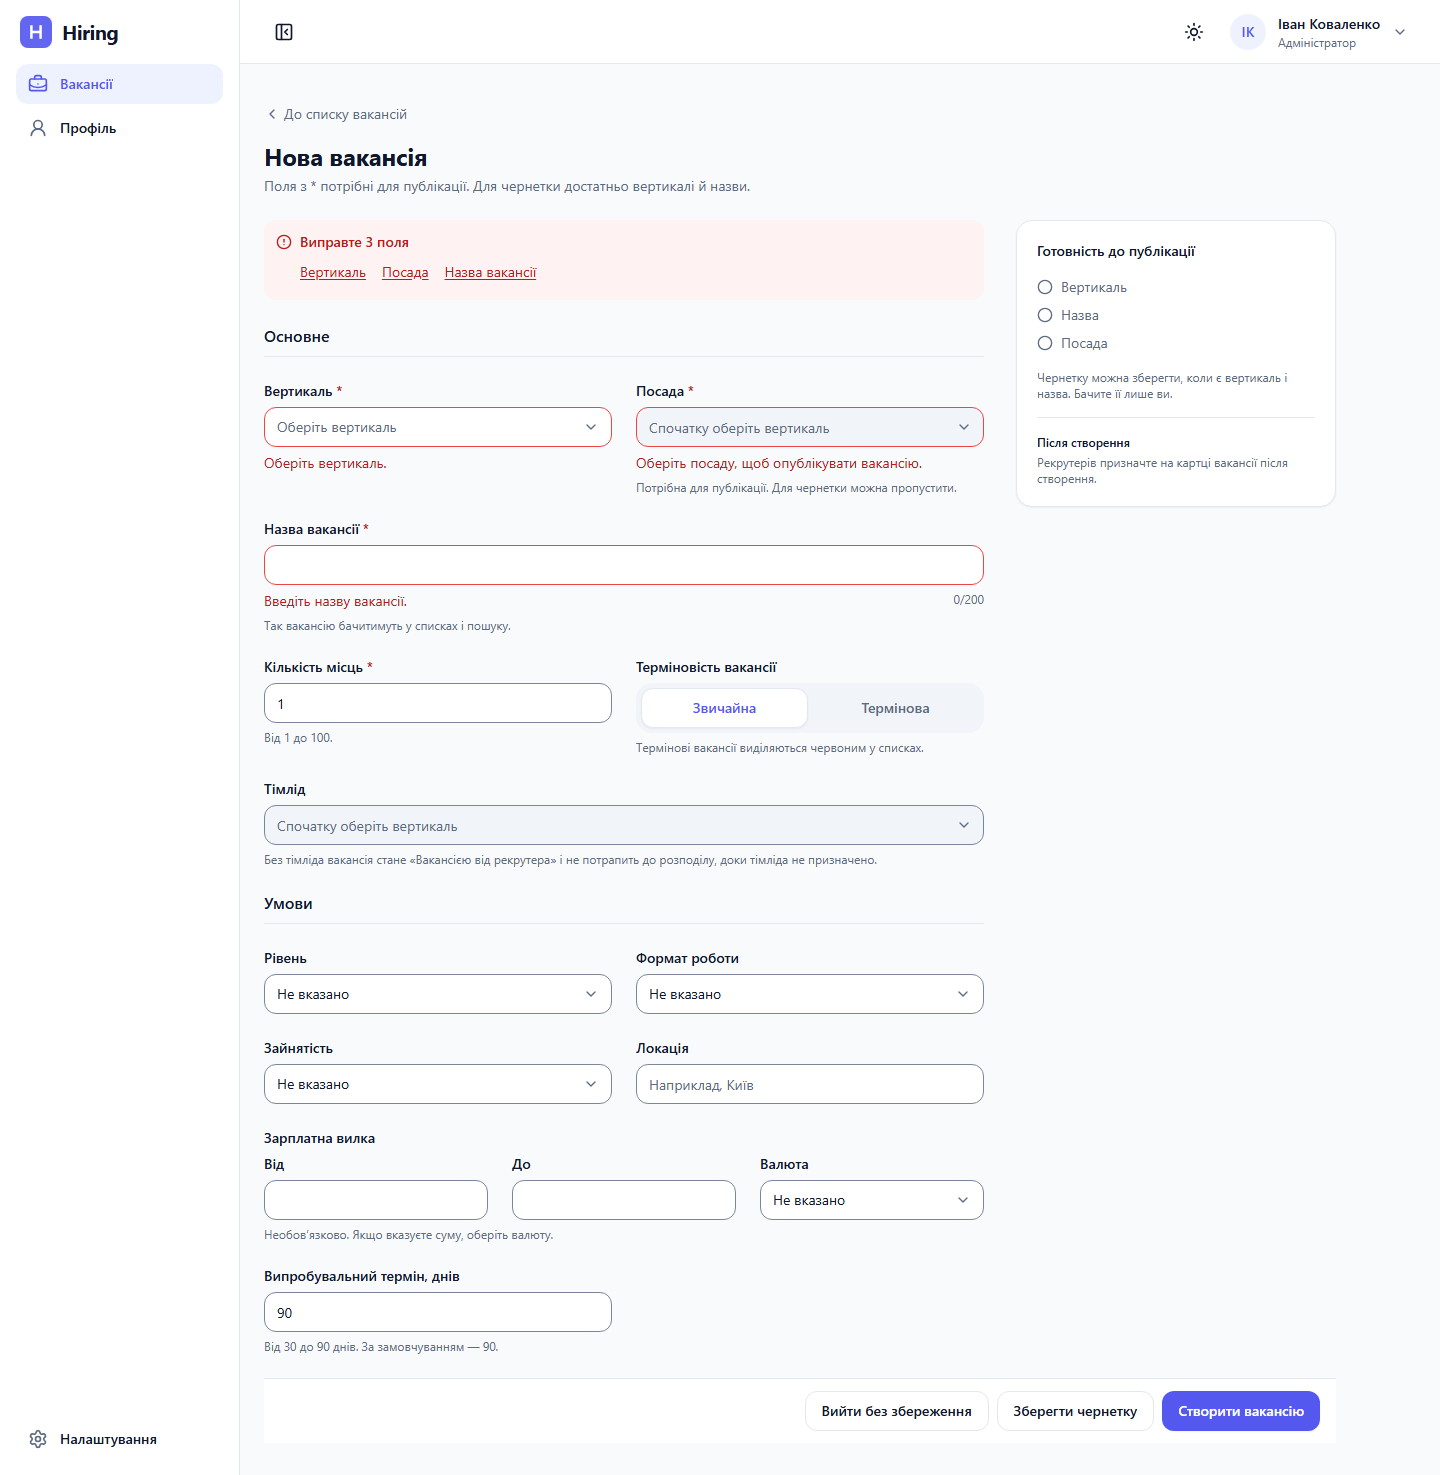 H Hiring
Вакансії
Профіль
Налаштування
ІК
Іван Коваленко
Адміністратор
До списку вакансій
Нова вакансія
Поля з * потрібні для публікації. Для чернетки достатньо вертикалі й назви.
Виправте 3 поля
Вертикаль Посада Назва вакансії
Основне
Вертикаль *
Оберіть вертикаль
Оберіть вертикаль.
Посада *
Спочатку оберіть вертикаль
Оберіть посаду, щоб опублікувати вакансію.
Потрібна для публікації. Для чернетки можна пропустити.
Назва вакансії *
Введіть назву вакансії.
0/200
Так вакансію бачитимуть у списках і пошуку.
Кількість місць *
1
Від 1 до 100.
Терміновість вакансії
Звичайна Термінова
Термінові вакансії виділяються червоним у списках.
Тімлід
Спочатку оберіть вертикаль
Без тімліда вакансія стане «Вакансією від рекрутера» і не потрапить до розподілу, доки тімліда не призначено.
Умови
Рівень
Не вказано
Формат роботи
Не вказано
Зайнятість
Не вказано
Локація
Наприклад, Київ
Зарплатна вилка
Від
До
Валюта
Не вказано
Необов'язково. Якщо вказуєте суму, оберіть валюту.
Випробувальний термін, днів
90
Від 30 до 90 днів. За замовчуванням — 90.
Готовність до публікації
Вертикаль
Назва
Посада
Чернетку можна зберегти, коли є вертикаль і
назва. Бачите її лише ви.
Після створення
Рекрутерів призначте на картці вакансії після
створення.
Вийти без збереження Зберегти чернетку Створити вакансію